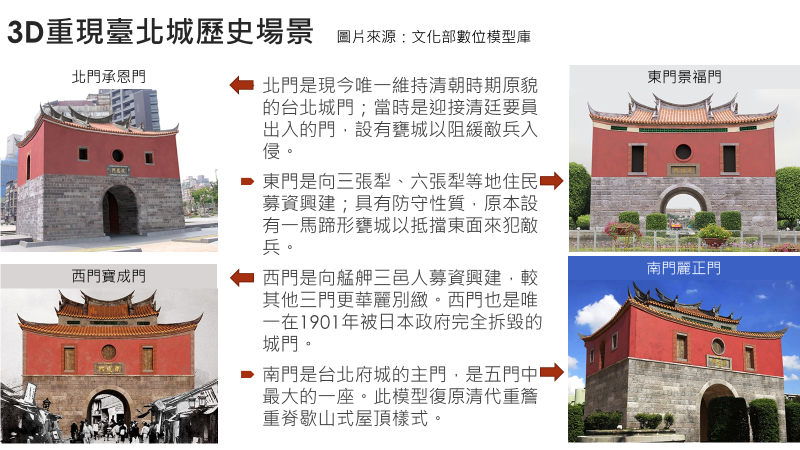 3D重現臺北城歷史場景
圖片來源：文化部數位模型庫
北門承恩門
北門是現今唯一維持清朝時期原貌
的台北城門；當時是迎接清廷要員
出入的門，設有甕城以阻緩敵兵入
侵。
東門景福門
東門是向三張犁、六張犁等地住民
募資興建；具有防守性質，原本設
有一馬蹄形甕城以抵擋東面來犯敵
兵。
西門寶成門
西門是向艋舺三邑人募資興建，較
其他三門更華麗別緻。西門也是唯
一在1901年被日本政府完全拆毀的
城門。
南門麗正門
南門是台北府城的主門，是五門中
最大的一座。此模型復原清代重簷
重脊歇山式屋頂樣式。